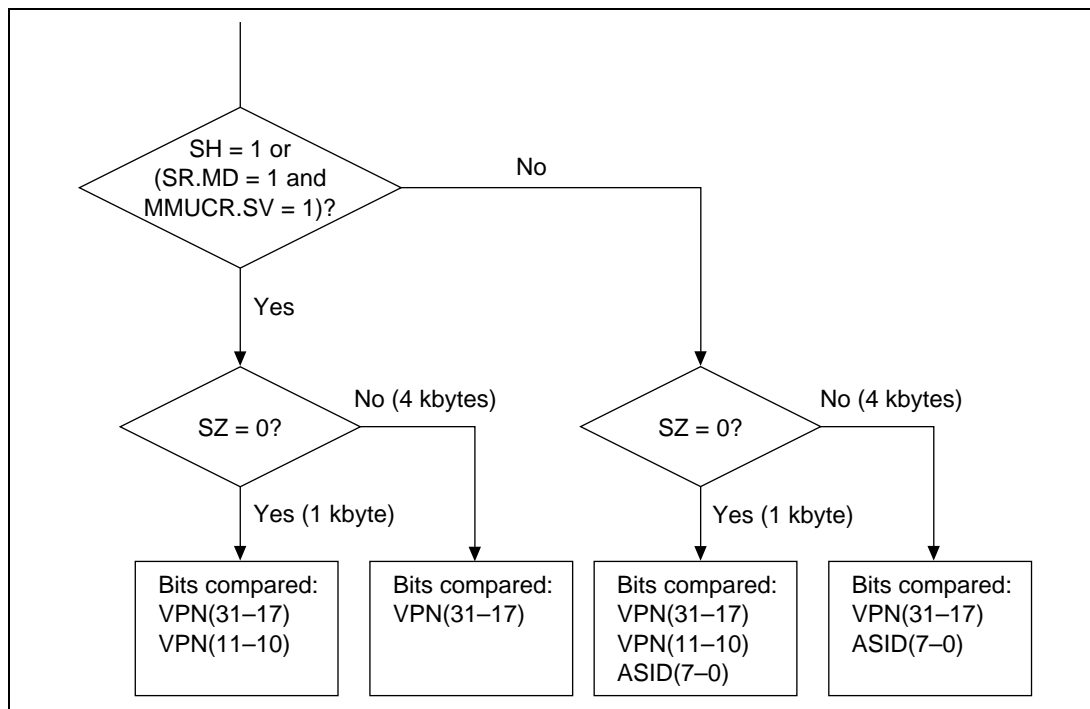 SH = 1 or
(SR.MD = 1 and
MMUCR.SV = 1)?
No
Yes
SZ = 0?
No (4 kbytes)
Yes (1 kbyte)
SZ = 0?
No (4 kbytes)
Yes (1 kbyte)
Bits compared:
VPN(31–17)
VPN(11–10)
Bits compared:
VPN(31–17)
Bits compared:
VPN(31–17)
VPN(11–10)
ASID(7–0)
Bits compared:
VPN(31–17)
ASID(7–0)